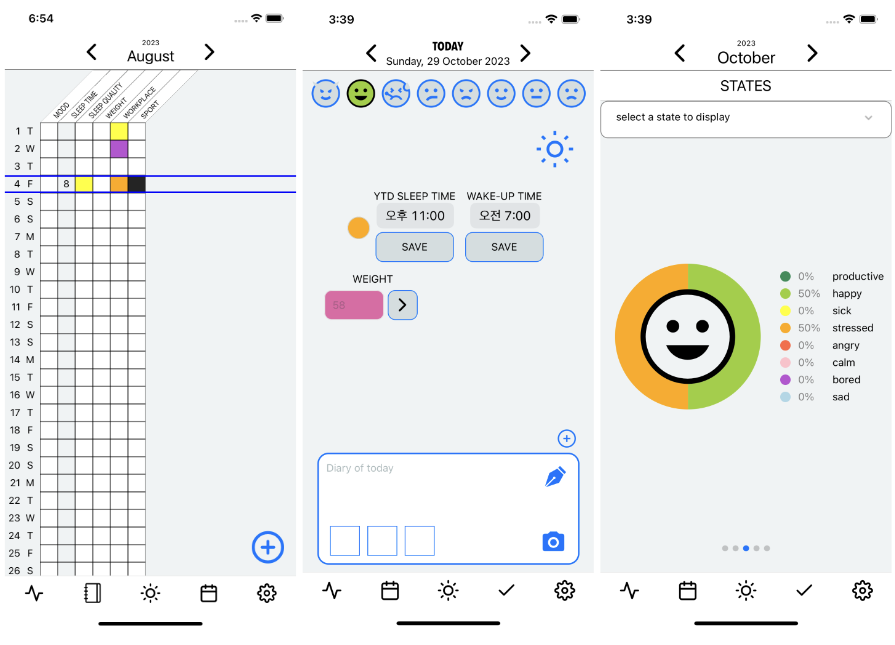 6:54
2023
August
MOOD
SLEEP TIME
SLEEP QUALITY
WEIGHT
WORKPLACE
SPORT
1 T
2 W
3 T
4 F 8
5 S
6 S
7 M
8 T
9 W
10 T
11 F
12 S
13 S
14 M
15 T
16 W
17 T
18 F
19 S
20 S
21 M
22 T
23 W
24 T
25 F
26 S
3:39
TODAY
Sunday, 29 October 2023
YTD SLEEP TIME WAKE-UP TIME
오후 11:00 오전 7:00
SAVE SAVE
WEIGHT
58
Diary of today
3:39
2023
October
STATES
select a state to display
0% productive
50% happy
0% sick
50% stressed
0% angry
0% calm
0% bored
0% sad